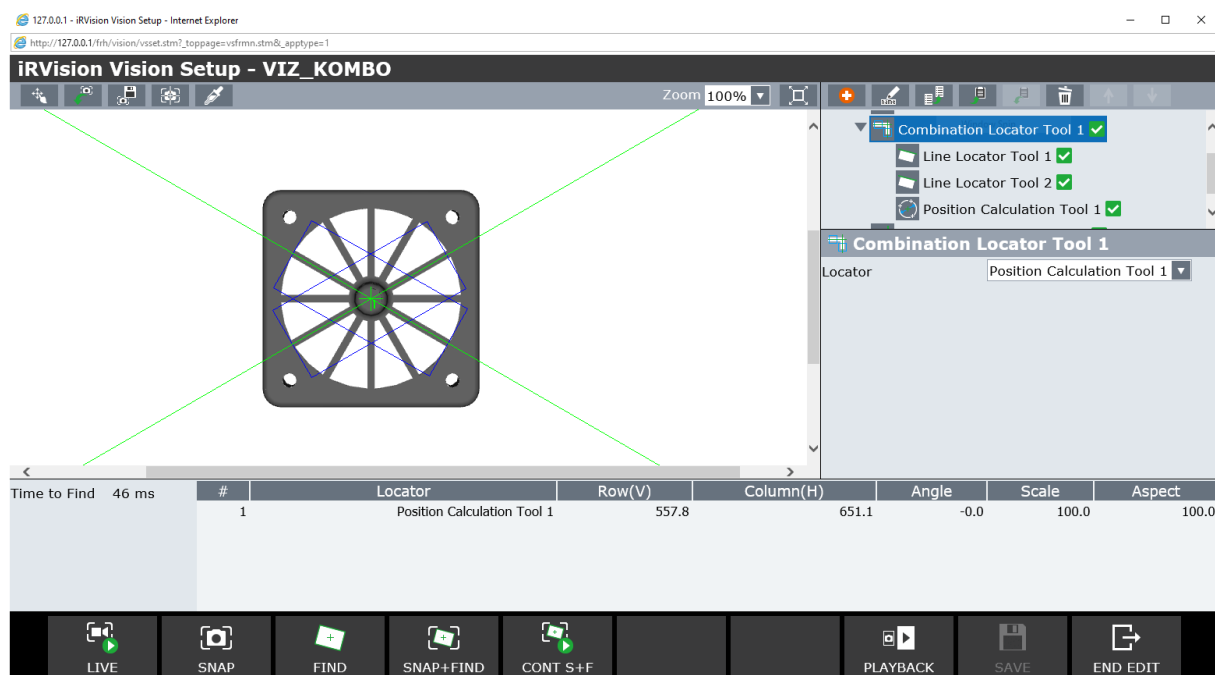 127.0.0.1 - iRVision Vision Setup - Internet Explorer
http://127.0.0.1/frh/vision/vsset.stm?_toppage=vsfrmn.stm&_apptype=1
iRVision Vision Setup - VIZ_KOMBO
Zoom 100%
Combination Locator Tool 1
Line Locator Tool 1
Line Locator Tool 2
Position Calculation Tool 1
Combination Locator Tool 1
Locator Position Calculation Tool 1
Time to Find 46 ms
# Locator Row(V) Column(H) Angle Scale Aspect
1 Position Calculation Tool 1 557.8 651.1 -0.0 100.0 100.0
LIVE SNAP FIND SNAP+FIND CONT S+F PLAYBACK SAVE END EDIT